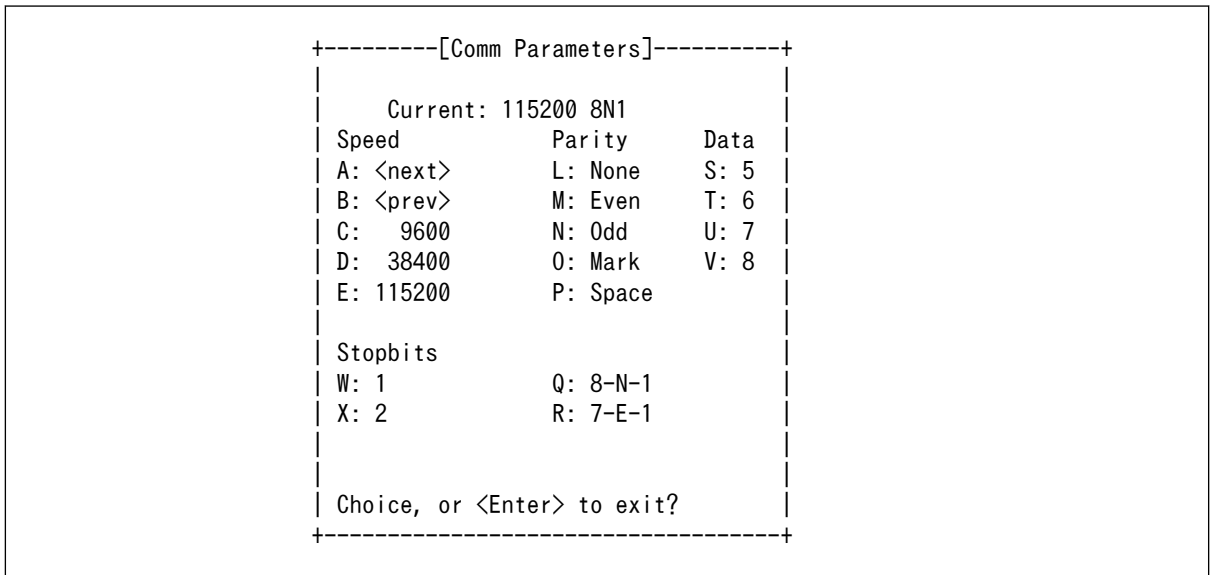 +---------[Comm Parameters]----------+
|                                    |
|     Current: 115200 8N1            |
| Speed            Parity      Data  |
| A: <next>        L: None     S: 5  |
| B: <prev>        M: Even     T: 6  |
| C:   9600        N: Odd      U: 7  |
| D:  38400        O: Mark     V: 8  |
| E: 115200        P: Space          |
|                                    |
| Stopbits                           |
| W: 1             Q: 8-N-1          |
| X: 2             R: 7-E-1          |
|                                    |
|                                    |
| Choice, or <Enter> to exit?        |
+------------------------------------+